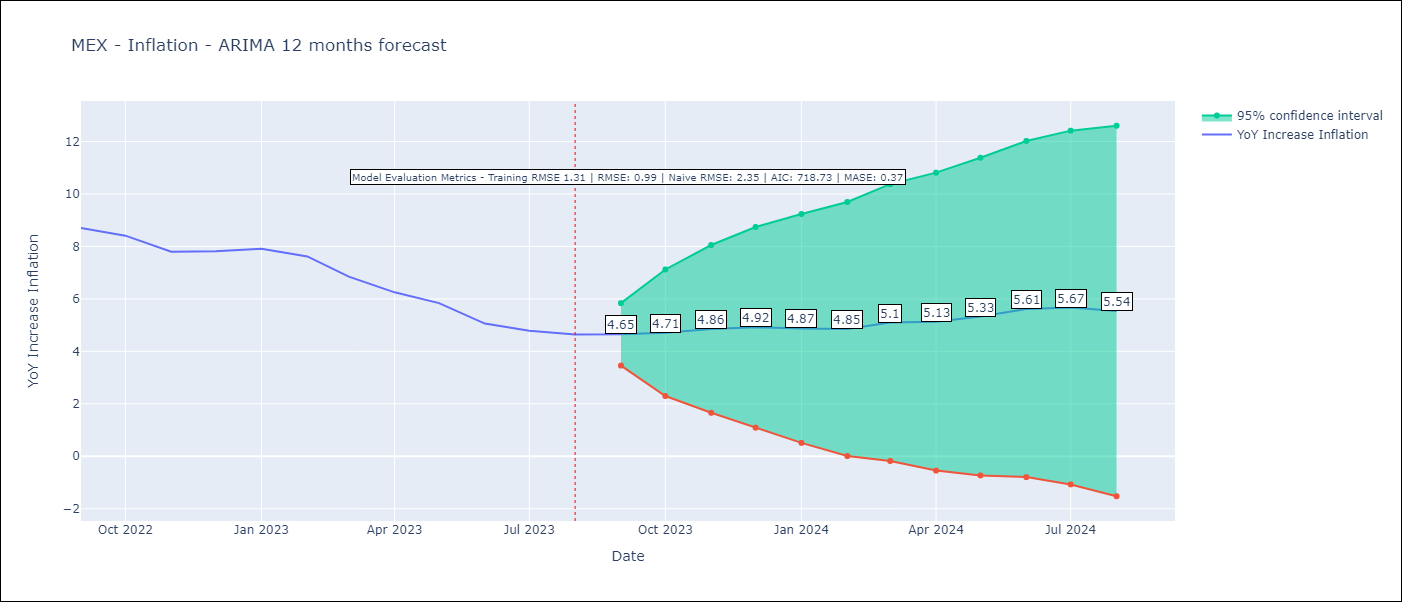 MEX - Inflation - ARIMA 12 months forecast
95% confidence interval
YoY Increase Inflation
Model Evaluation Metrics - Training RMSE 1.31 | RMSE: 0.99 | Naive RMSE: 2.35 | AIC: 718.73 | MASE: 0.37
YoY Increase Inflation
12
10
8
6
4
2
0
−2
4.65
4.71
4.86
4.92
4.87
4.85
5.1
5.13
5.33
5.61
5.67
5.54
Oct 2022
Jan 2023
Apr 2023
Jul 2023
Oct 2023
Jan 2024
Apr 2024
Jul 2024
Date